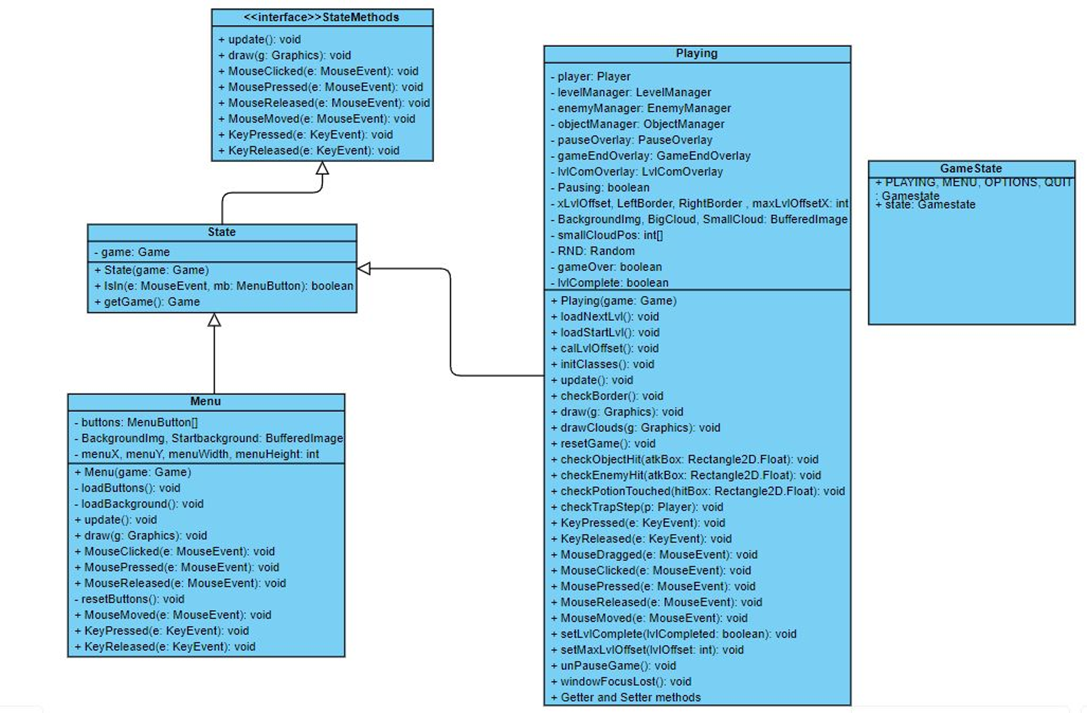 <<interface>>StateMethods
+ update(): void
+ draw(g: Graphics): void
+ MouseClicked(e: MouseEvent): void
+ MousePressed(e: MouseEvent): void
+ MouseReleased(e: MouseEvent): void
+ MouseMoved(e: MouseEvent): void
+ KeyPressed(e: KeyEvent): void
+ KeyReleased(e: KeyEvent): void
State
- game: Game
+ State(game: Game)
+ IsIn(e: MouseEvent, mb: MenuButton): boolean
+ getGame(): Game
Menu
- buttons: MenuButton[]
- BackgroundImg, Startbackground: BufferedImage
- menuX, menuY, menuWidth, menuHeight: int
+ Menu(game: Game)
- loadButtons(): void
- loadBackground(): void
+ update(): void
+ draw(g: Graphics): void
+ MouseClicked(e: MouseEvent): void
+ MousePressed(e: MouseEvent): void
+ MouseReleased(e: MouseEvent): void
- resetButtons(): void
+ MouseMoved(e: MouseEvent): void
+ KeyPressed(e: KeyEvent): void
+ KeyReleased(e: KeyEvent): void
Playing
- player: Player
- levelManager: LevelManager
- enemyManager: EnemyManager
- objectManager: ObjectManager
- pauseOverlay: PauseOverlay
- gameEndOverlay: GameEndOverlay
- lvlComOverlay: LvlComOverlay
- Pausing: boolean
- xLvlOffset, LeftBorder, RightBorder , maxLvlOffsetX: int
- BackgroundImg, BigCloud, SmallCloud: BufferedImage
- smallCloudPos: int[]
- RND: Random
- gameOver: boolean
- lvlComplete: boolean
+ Playing(game: Game)
+ loadNextLvl(): void
+ loadStartLvl(): void
+ calLvlOffset(): void
+ initClasses(): void
+ update(): void
+ checkBorder(): void
+ draw(g: Graphics): void
+ drawClouds(g: Graphics): void
+ resetGame(): void
+ checkObjectHit(atkBox: Rectangle2D.Float): void
+ checkEnemyHit(atkBox: Rectangle2D.Float): void
+ checkPotionTouched(hitBox: Rectangle2D.Float): void
+ checkTrapStep(p: Player): void
+ KeyPressed(e: KeyEvent): void
+ KeyReleased(e: KeyEvent): void
+ MouseDragged(e: MouseEvent): void
+ MouseClicked(e: MouseEvent): void
+ MousePressed(e: MouseEvent): void
+ MouseReleased(e: MouseEvent): void
+ MouseMoved(e: MouseEvent): void
+ setLvlComplete(lvlCompleted: boolean): void
+ setMaxLvlOffset(lvlOffset: int): void
+ unPauseGame(): void
+ windowFocusLost(): void
+ Getter and Setter methods
GameState
+ PLAYING, MENU, OPTIONS, QUIT
: Gamestate
+ state: Gamestate